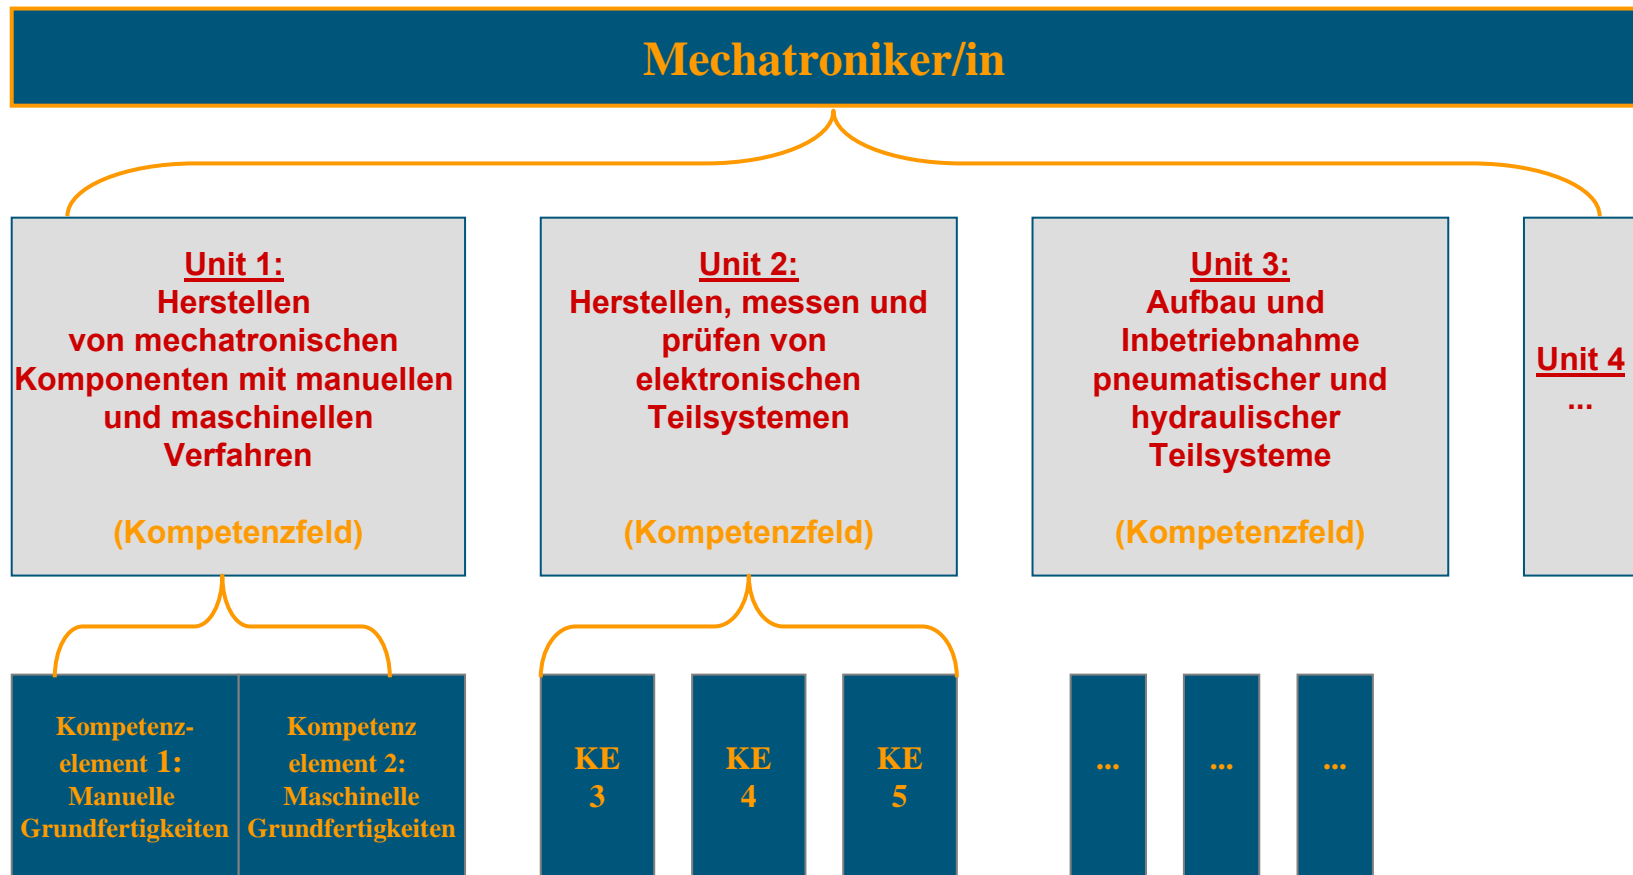 Mechatroniker/in
Unit 1:
Herstellen
von mechatronischen
Komponenten mit manuellen
und maschinellen
Verfahren
(Kompetenzfeld)
Unit 2:
Herstellen, messen und
prüfen von
elektronischen
Teilsystemen
(Kompetenzfeld)
Unit 3:
Aufbau und
Inbetriebnahme
pneumatischer und
hydraulischer
Teilsysteme
(Kompetenzfeld)
Unit 4
...
Kompetenz-
element 1:
Manuelle
Grundfertigkeiten
Kompetenz
element 2:
Maschinelle
Grundfertigkeiten
KE
3
KE
4
KE
5
...
...
...